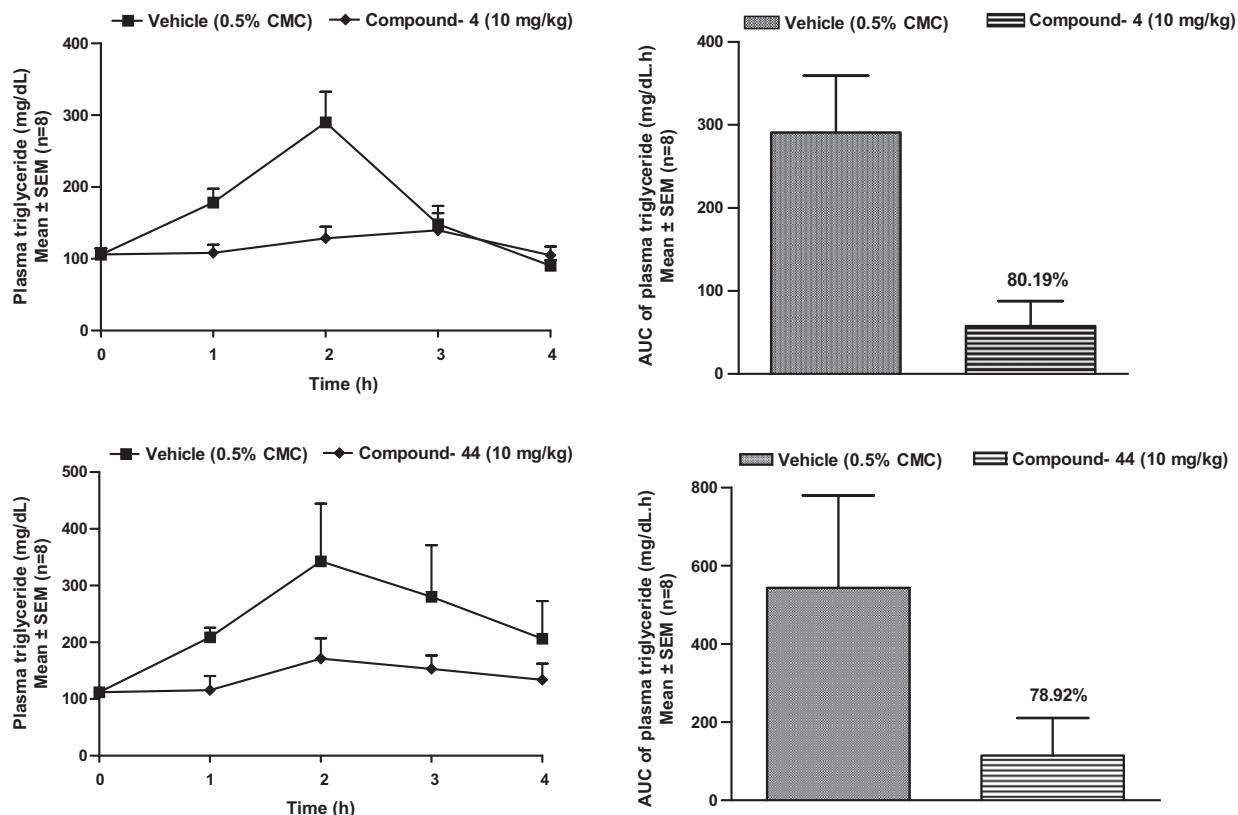 Vehicle (0.5% CMC) Compound- 4 (10 mg/kg)
Plasma triglyceride (mg/dL)
Mean ± SEM (n=8)
400
300
200
100
0
0 1 2 3 4
Time (h)
Vehicle (0.5% CMC) Compound- 4 (10 mg/kg)
AUC of plasma triglyceride (mg/dL.h)
Mean ± SEM (n=8)
400
300
200
100
0
80.19%
Vehicle (0.5% CMC) Compound- 44 (10 mg/kg)
Plasma triglyceride (mg/dL)
Mean ± SEM (n=8)
500
400
300
200
100
0
0 1 2 3 4
Time (h)
Vehicle (0.5% CMC) Compound- 44 (10 mg/kg)
AUC of plasma triglyceride (mg/dL.h)
Mean ± SEM (n=8)
800
600
400
200
0
78.92%